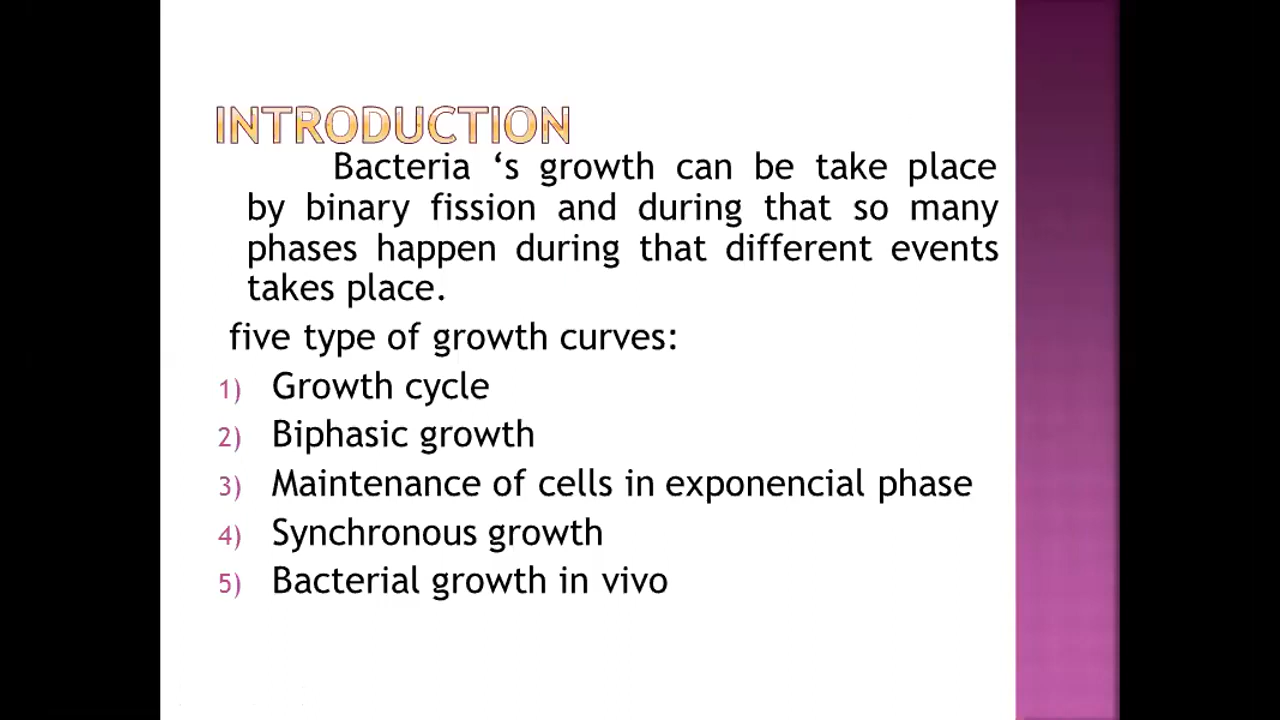 INTRODUCTION
Bacteria ‘s growth can be take place
by binary fission and during that so many
phases happen during that different events
takes place.
five type of growth curves:
1) Growth cycle
2) Biphasic growth
3) Maintenance of cells in exponencial phase
4) Synchronous growth
5) Bacterial growth in vivo